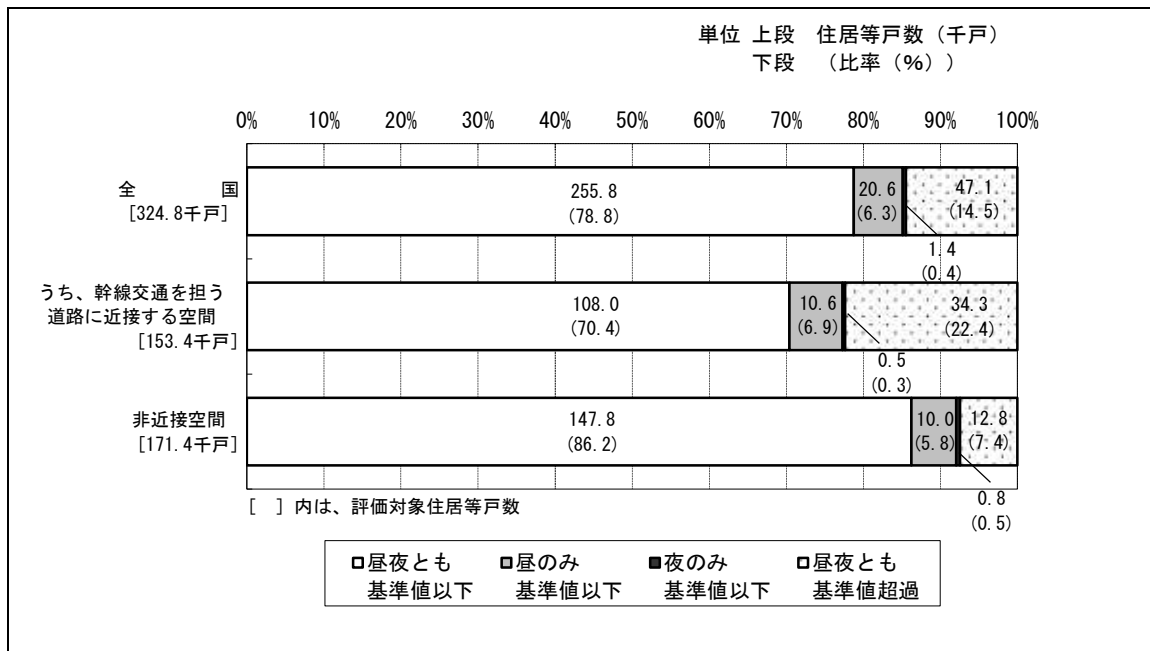 単位 上段 住居等戸数（千戸）
下段 （比率（%））
0% 10% 20% 30% 40% 50% 60% 70% 80% 90% 100%
全 国
[324.8千戸]
255.8
(78.8)
20.6
(6.3)
47.1
(14.5)
1.4
(0.4)
うち、幹線交通を担う
道路に近接する空間
[153.4千戸]
108.0
(70.4)
10.6
(6.9)
34.3
(22.4)
0.5
(0.3)
非近接空間
[171.4千戸]
147.8
(86.2)
10.0
(5.8)
12.8
(7.4)
0.8
(0.5)
[ ] 内は、評価対象住居等戸数
昼夜とも
基準値以下
昼のみ
基準値以下
夜のみ
基準値以下
昼夜とも
基準値超過